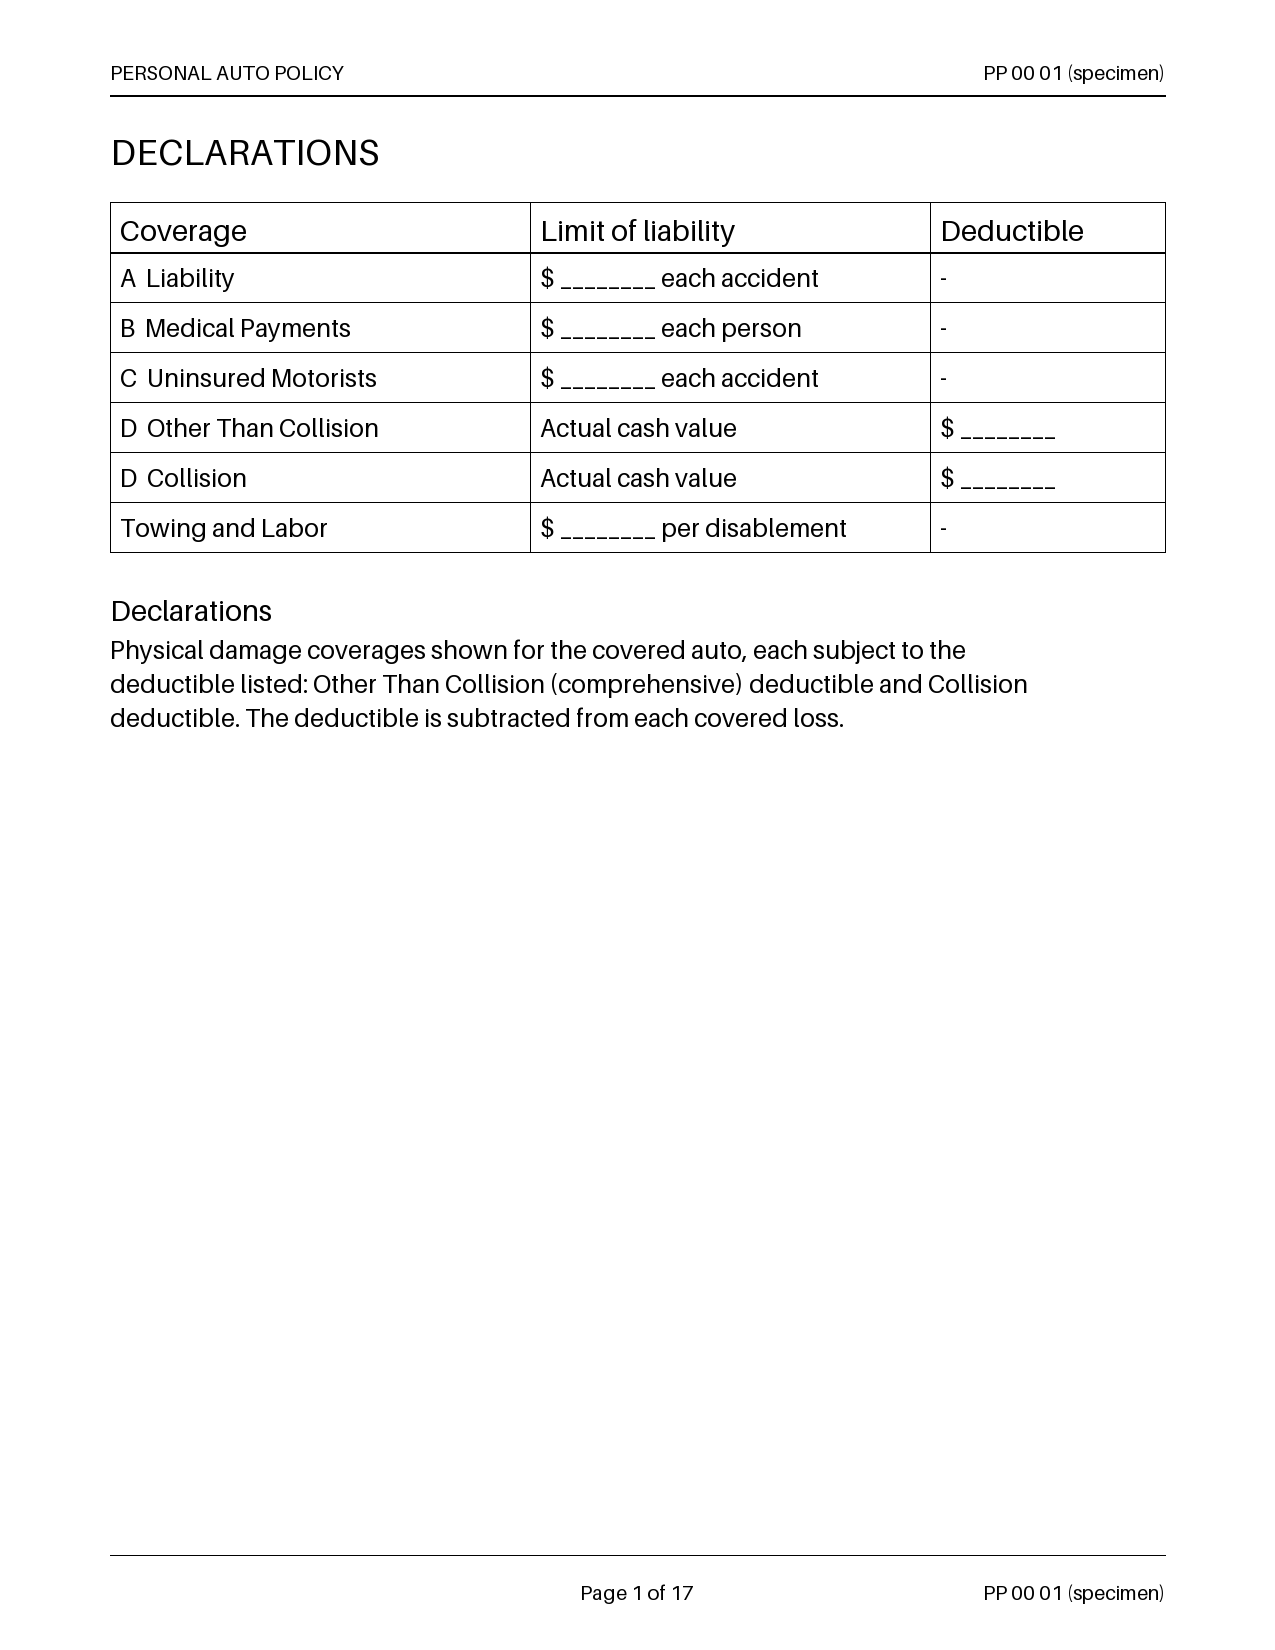 PERSONAL AUTO POLICY PP 00 01 (specimen)
DECLARATIONS
Coverage Limit of liability Deductible
A Liability $ ________ each accident -
B Medical Payments $ ________ each person -
C Uninsured Motorists $ ________ each accident -
D Other Than Collision Actual cash value $ ________
D Collision Actual cash value $ ________
Towing and Labor $ ________ per disablement -
Declarations
Physical damage coverages shown for the covered auto, each subject to the
deductible listed: Other Than Collision (comprehensive) deductible and Collision
deductible. The deductible is subtracted from each covered loss.
Page 1 of 17 PP 00 01 (specimen)